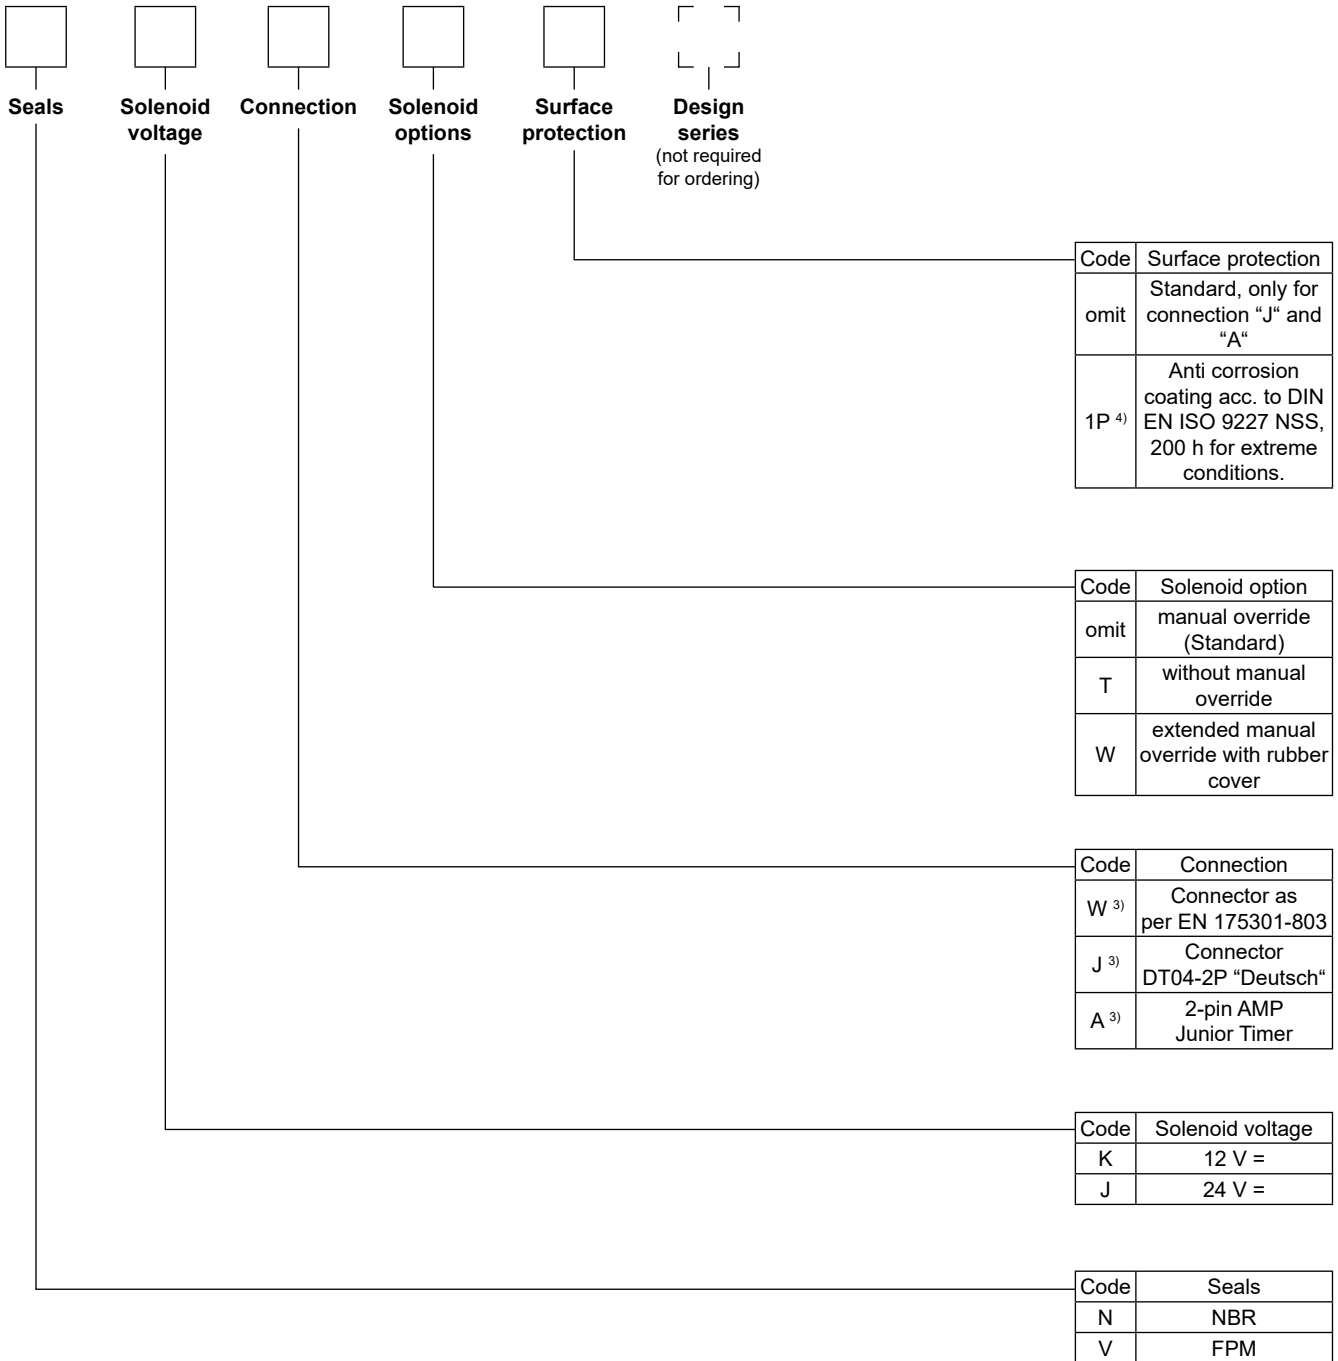 Seals
Solenoid voltage
Connection
Solenoid options
Surface protection
Design series
(not required for ordering)
Code Surface protection
omit Standard, only for connection “J“ and “A“
1P 4) Anti corrosion coating acc. to DIN EN ISO 9227 NSS, 200 h for extreme conditions.
Code Solenoid option
omit manual override (Standard)
T without manual override
W extended manual override with rubber cover
Code Connection
W 3) Connector as per EN 175301-803
J 3) Connector DT04-2P “Deutsch“
A 3) 2-pin AMP Junior Timer
Code Solenoid voltage
K 12 V =
J 24 V =
Code Seals
N NBR
V FPM